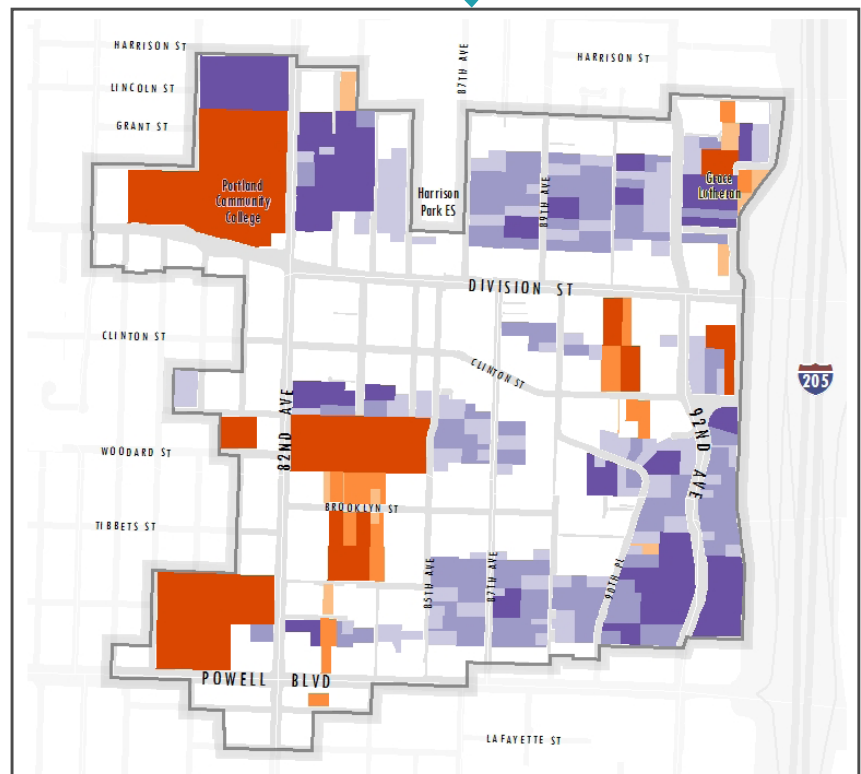 HARRISON ST
87TH AVE
HARRISON ST
LINCOLN ST
GRANT ST
Portland
Community
College
Harrison
Park ES
89TH AVE
Grace
Lutheran
DIVISION ST
CLINTON ST
CLINTON ST
205
82ND AVE
92ND AVE
WOODARD ST
BROOKLYN ST
TIBBETS ST
85TH AVE
87TH AVE
90TH PL
POWELL BLVD
LAFAYETTE ST